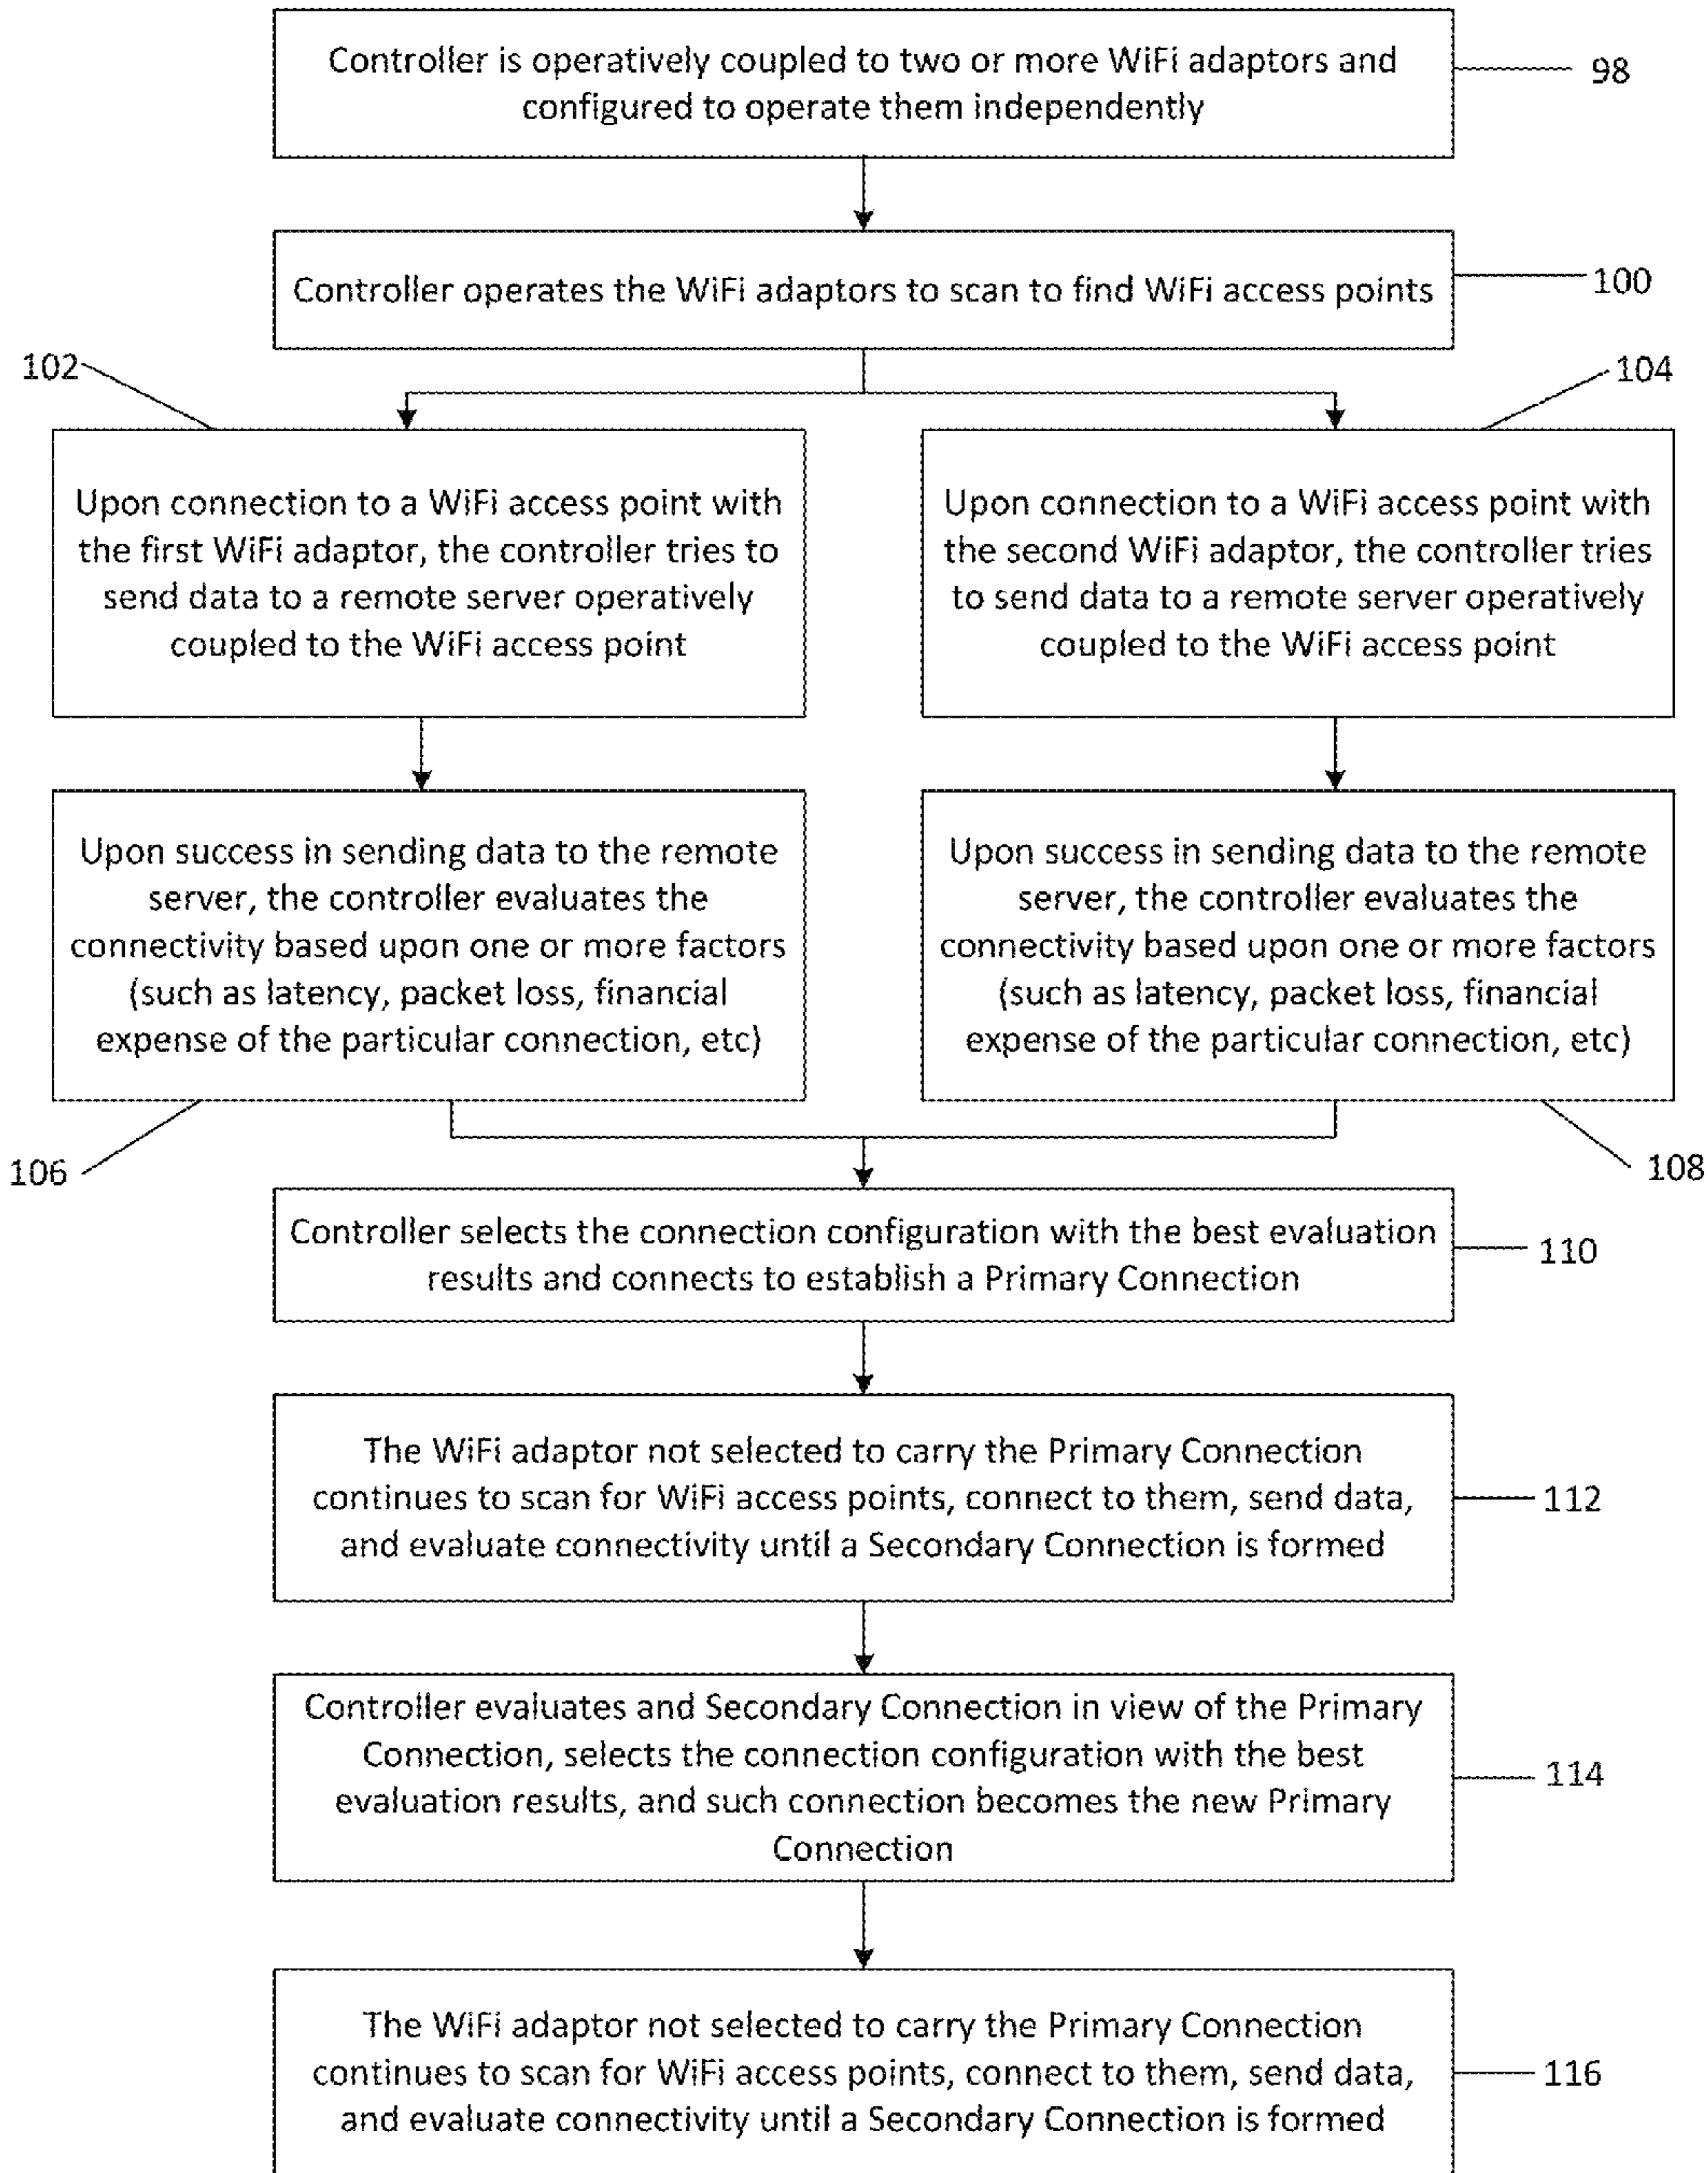 Controller is operatively coupled to two or more WiFi adaptors and
configured to operate them independently
98
Controller operates the WiFi adaptors to scan to find WiFi access points
100
102
104
Upon connection to a WiFi access point with
the first WiFi adaptor, the controller tries to
send data to a remote server operatively
coupled to the WiFi access point
Upon connection to a WiFi access point with
the second WiFi adaptor, the controller tries
to send data to a remote server operatively
coupled to the WiFi access point
Upon success in sending data to the remote
server, the controller evaluates the
connectivity based upon one or more factors
(such as latency, packet loss, financial
expense of the particular connection, etc)
Upon success in sending data to the remote
server, the controller evaluates the
connectivity based upon one or more factors
(such as latency, packet loss, financial
expense of the particular connection, etc)
106
108
Controller selects the connection configuration with the best evaluation
results and connects to establish a Primary Connection
110
The WiFi adaptor not selected to carry the Primary Connection
continues to scan for WiFi access points, connect to them, send data,
and evaluate connectivity until a Secondary Connection is formed
112
Controller evaluates and Secondary Connection in view of the Primary
Connection, selects the connection configuration with the best
evaluation results, and such connection becomes the new Primary
Connection
114
The WiFi adaptor not selected to carry the Primary Connection
continues to scan for WiFi access points, connect to them, send data,
and evaluate connectivity until a Secondary Connection is formed
116